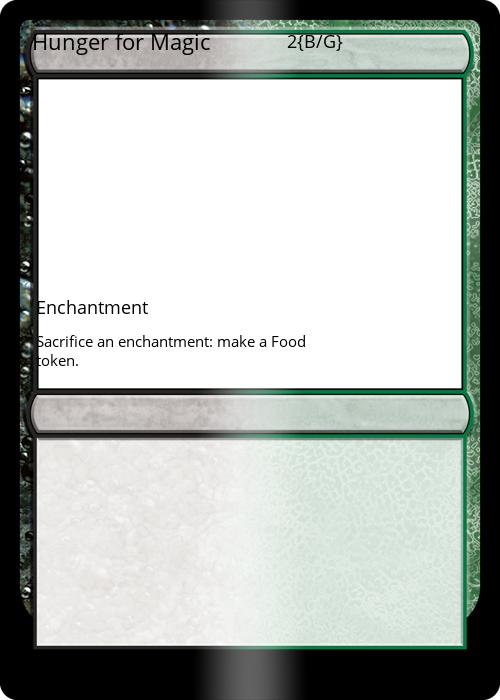 Hunger for Magic 2{B/G}
Enchantment
Sacrifice an enchantment: make a Food
token.